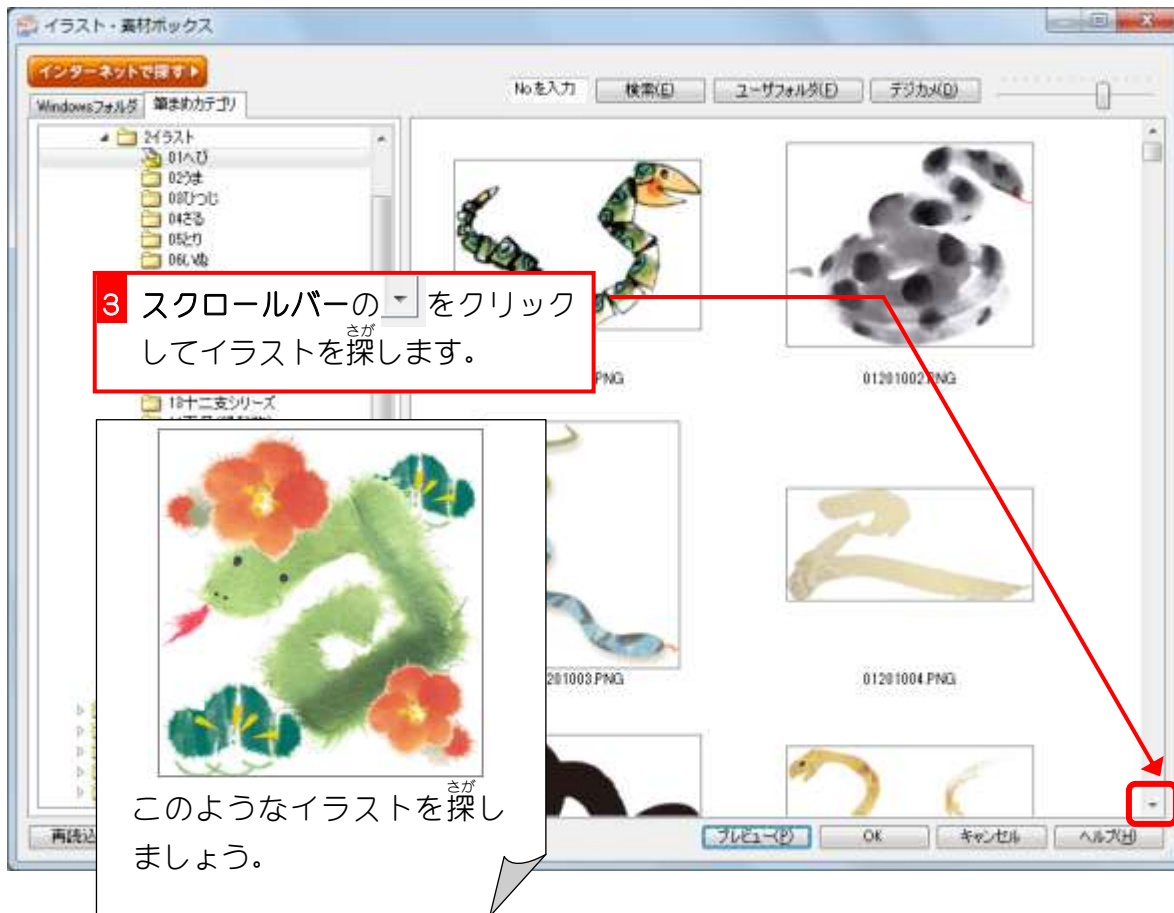 イラスト・素材ボックス
インターネットで探す
Windowsフォルダ 筆まめカテゴリ
Noを入力 検索(E) ユーザフォルダ(E) デジカメ(D)
2イラスト
01へび
02うま
03ひつじ
04さる
05とり
06いぬ
3 スクロールバーの をクリック
してイラストを探します。
さが
.PNG
01201002.PNG
18十二支シリーズ
201003.PNG
01201004.PNG
このようなイラストを探し
さが
ましょう。
再読込
プレビュー(P) OK キャンセル ヘルプ(H)